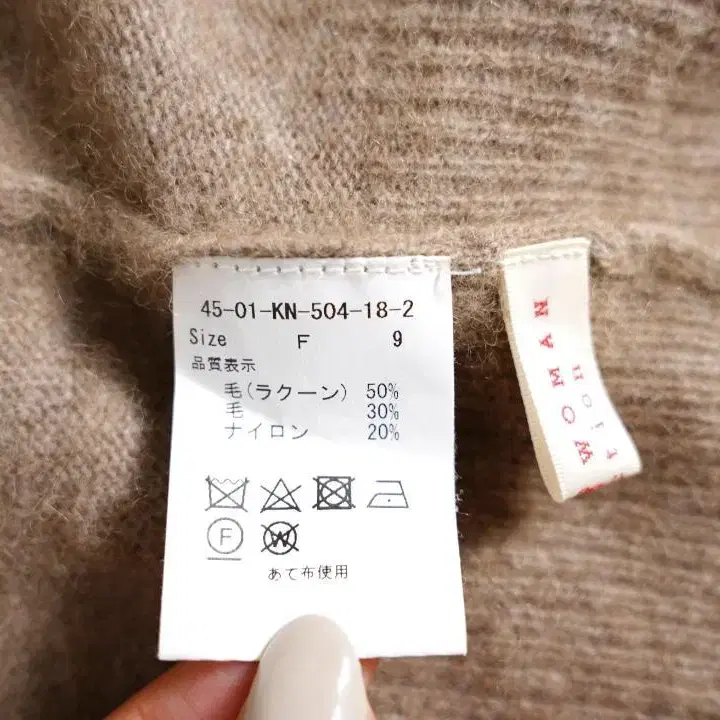 45-01-KN-504-18-2
Size F 9
品質表示
毛(ラクーン) 50%
毛 30%
ナイロン 20%
F
W
あて布使用
WOMAN